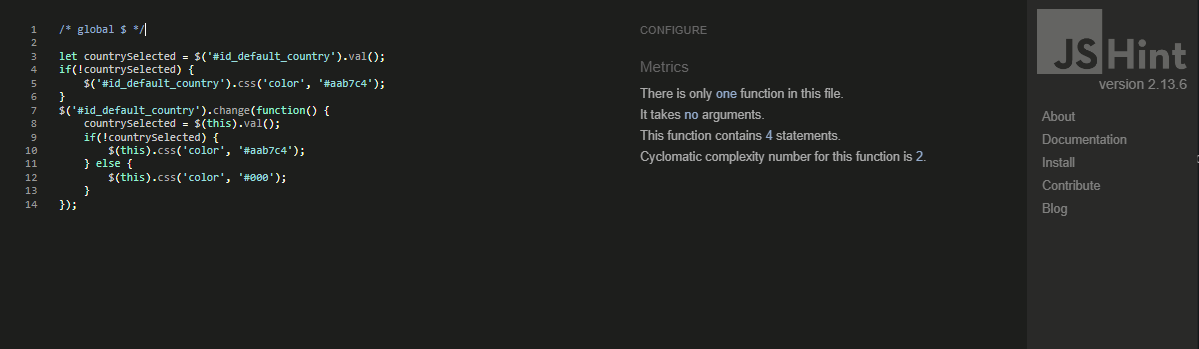 1 /* global $ */
2
3 let countrySelected = $('#id_default_country').val();
4 if(!countrySelected) {
5     $('#id_default_country').css('color', '#aab7c4');
6 }
7 $('#id_default_country').change(function() {
8     countrySelected = $(this).val();
9     if(!countrySelected) {
10         $(this).css('color', '#aab7c4');
11     } else {
12         $(this).css('color', '#000');
13     }
14 });
CONFIGURE
Metrics
There is only one function in this file.
It takes no arguments.
This function contains 4 statements.
Cyclomatic complexity number for this function is 2.
JSHint
version 2.13.6
About
Documentation
Install
Contribute
Blog